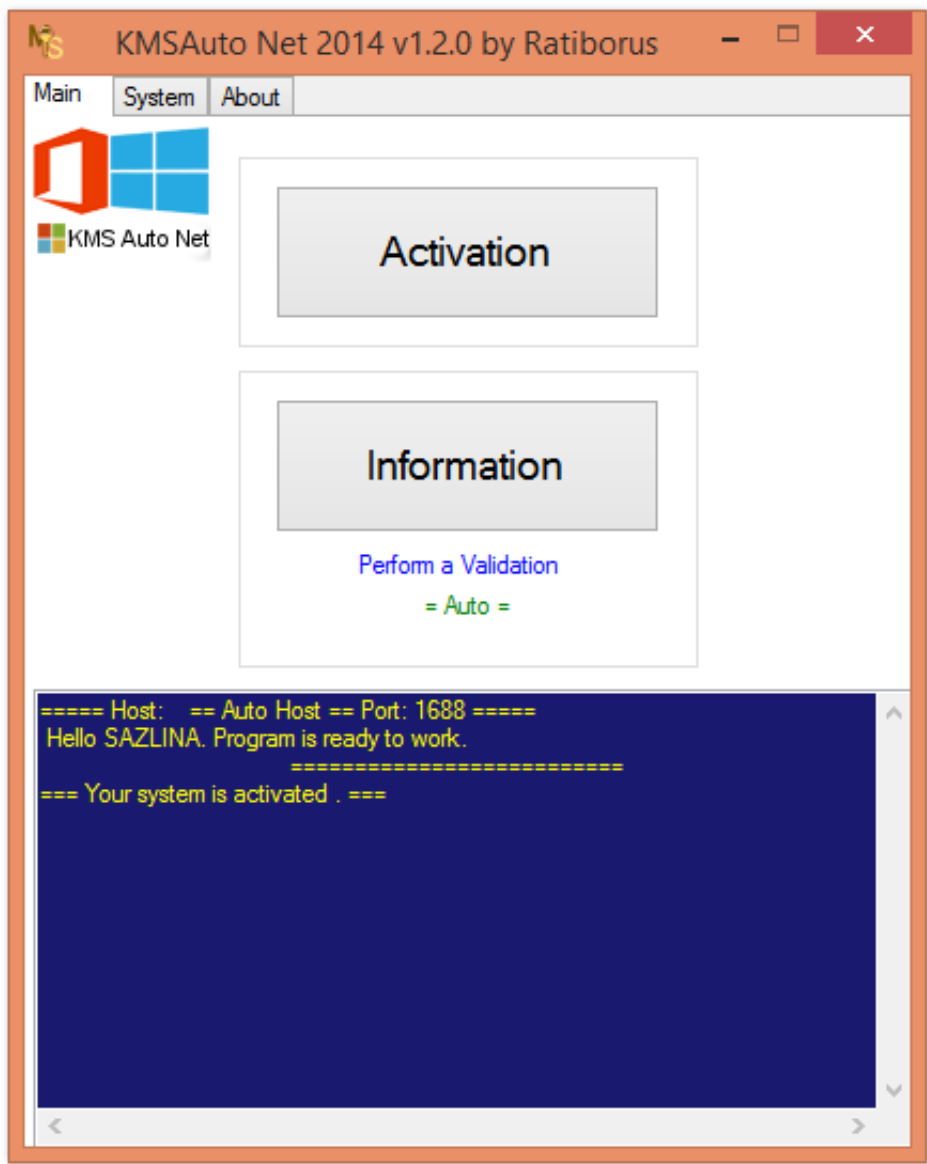 KMSAuto Net 2014 v1.2.0 by Ratiborus
Main System About
KMS Auto Net
Activation
Information
Perform a Validation
= Auto =
===== Host: == Auto Host == Port: 1688 =====
Hello SAZLINA. Program is ready to work.
==========================
=== Your system is activated . ===